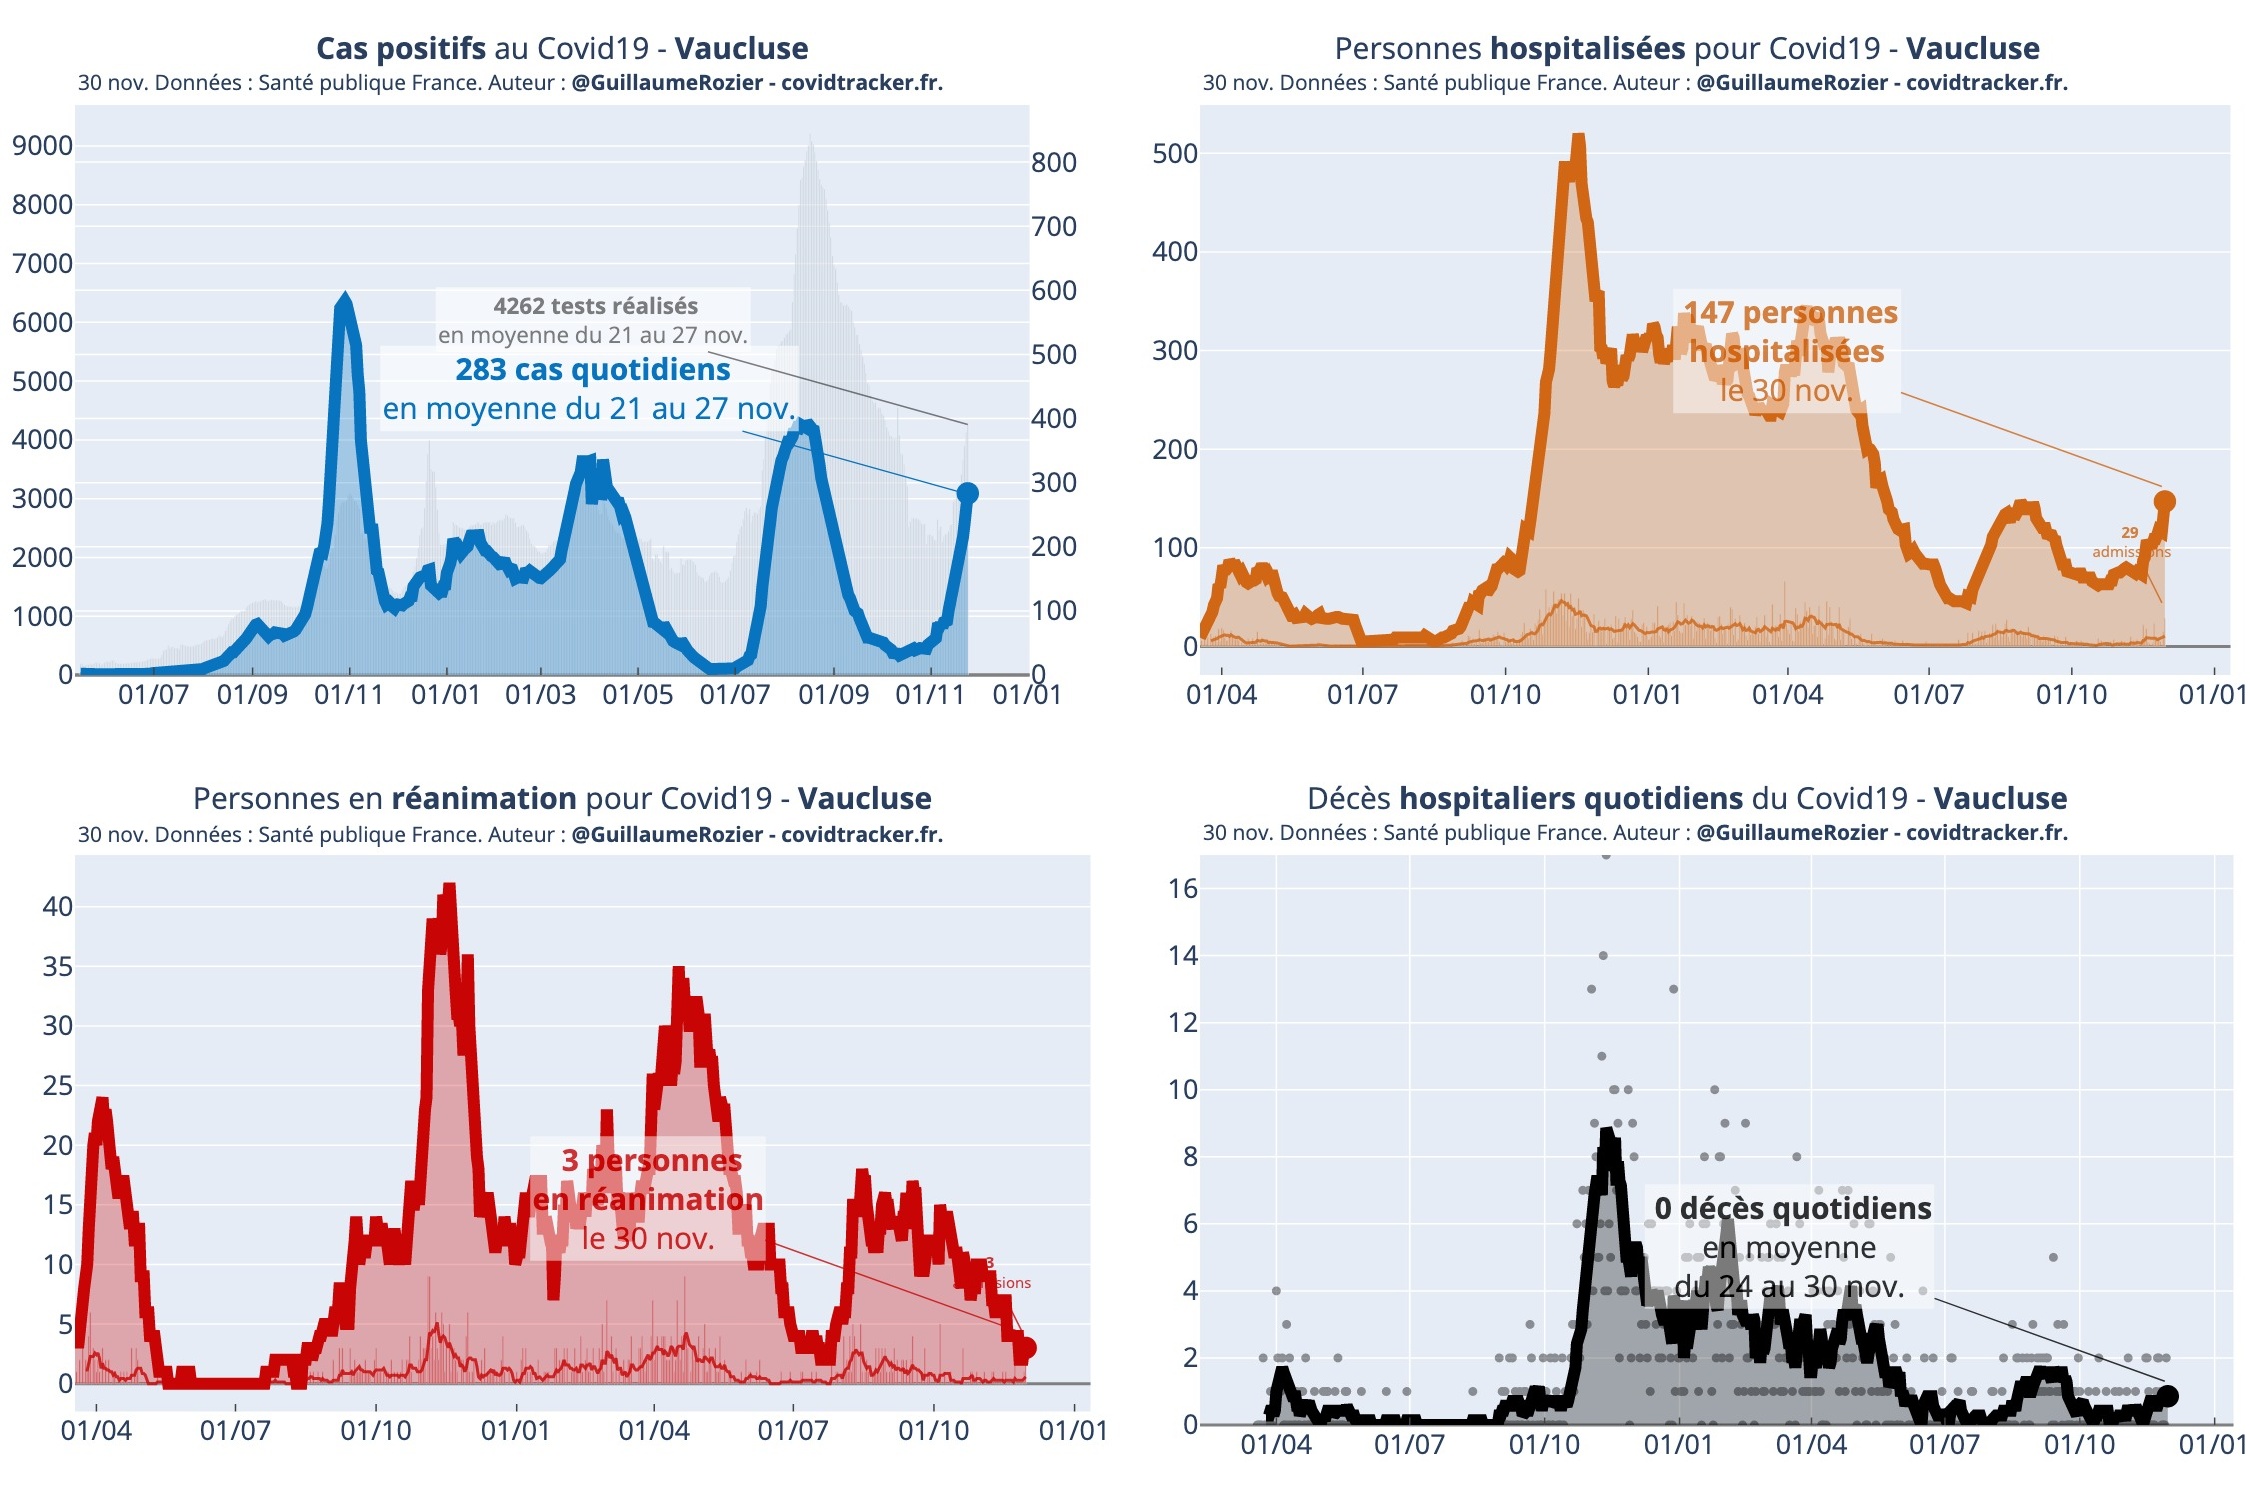 Cas positifs au Covid19 - Vaucluse
30 nov. Données : Santé publique France. Auteur : @GuillaumeRozier - covidtracker.fr.
9000
8000
7000
6000
5000
4000
3000
2000
1000
0
800
700
600
500
400
300
200
100
0
4262 tests réalisés
en moyenne du 21 au 27 nov.
283 cas quotidiens
en moyenne du 21 au 27 nov.
01/07 01/09 01/11 01/01 01/03 01/05 01/07 01/09 01/11 01/01
Personnes hospitalisées pour Covid19 - Vaucluse
30 nov. Données : Santé publique France. Auteur : @GuillaumeRozier - covidtracker.fr.
500
400
300
200
100
0
147 personnes
hospitalisées
le 30 nov.
29
admissions
01/04 01/07 01/10 01/01 01/04 01/07 01/10 01/01
Personnes en réanimation pour Covid19 - Vaucluse
30 nov. Données : Santé publique France. Auteur : @GuillaumeRozier - covidtracker.fr.
40
35
30
25
20
15
10
5
0
3 personnes
en réanimation
le 30 nov.
3
01/04 01/07 01/10 01/01 01/04 01/07 01/10 01/01
Décès hospitaliers quotidiens du Covid19 - Vaucluse
30 nov. Données : Santé publique France. Auteur : @GuillaumeRozier - covidtracker.fr.
16
14
12
10
8
6
4
2
0
0 décès quotidiens
en moyenne
du 24 au 30 nov.
01/04 01/07 01/10 01/01 01/04 01/07 01/10 01/01